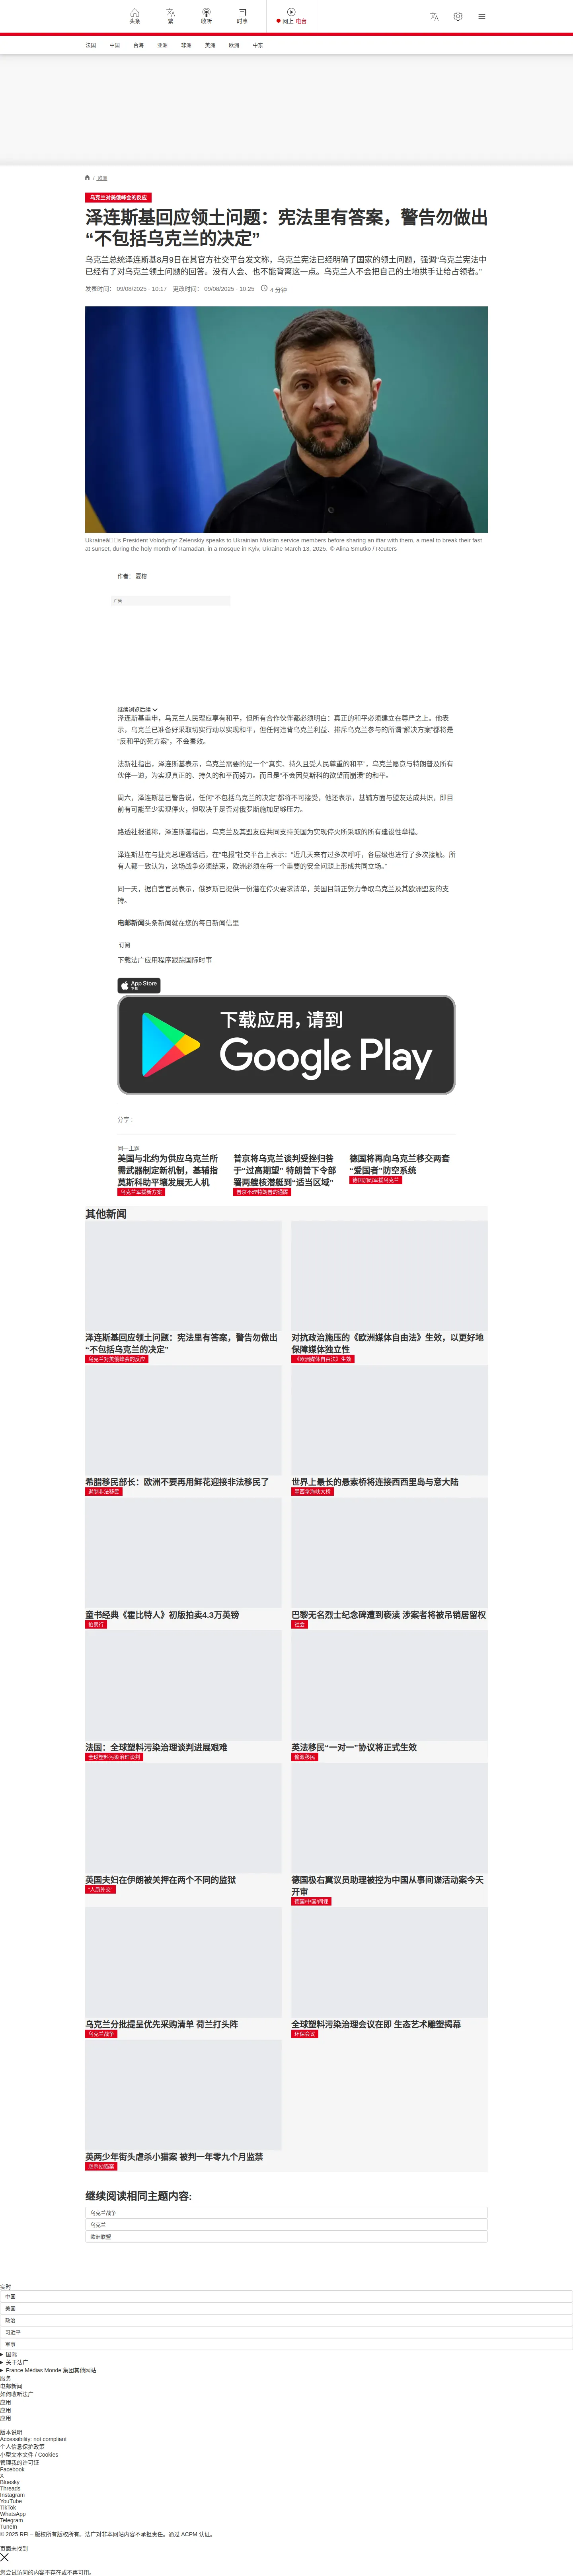 头条
繁
收听
时事
网上 电台
法国
中国
台海
亚洲
非洲
美洲
欧洲
中东
/ 欧洲
乌克兰对美俄峰会的反应
泽连斯基回应领土问题：宪法里有答案，警告勿做出
“不包括乌克兰的决定”
乌克兰总统泽连斯基8月9日在其官方社交平台发文称，乌克兰宪法已经明确了国家的领土问题，强调“乌克兰宪法中
已经有了对乌克兰领土问题的回答。没有人会、也不能背离这一点。乌克兰人不会把自己的土地拱手让给占领者。”
发表时间： 09/08/2025 - 10:17 更改时间： 09/08/2025 - 10:25 4 分钟
Ukraineâ□□s President Volodymyr Zelenskiy speaks to Ukrainian Muslim service members before sharing an iftar with them, a meal to break their fast
at sunset, during the holy month of Ramadan, in a mosque in Kyiv, Ukraine March 13, 2025. © Alina Smutko / Reuters
作者： 夏榕
广告
继续浏览后续
泽连斯基重申，乌克兰人民理应享有和平，但所有合作伙伴都必须明白：真正的和平必须建立在尊严之上。他表
示，乌克兰已准备好采取切实行动以实现和平，但任何违背乌克兰利益、排斥乌克兰参与的所谓“解决方案”都将是
“反和平的死方案”，不会奏效。
法新社指出，泽连斯基表示，乌克兰需要的是一个“真实、持久且受人民尊重的和平”，乌克兰愿意与特朗普及所有
伙伴一道，为实现真正的、持久的和平而努力。而且是“不会因莫斯科的欲望而崩溃”的和平。
周六，泽连斯基已警告说，任何“不包括乌克兰的决定”都将不可接受，他还表示，基辅方面与盟友达成共识，即目
前有可能至少实现停火，但取决于是否对俄罗斯施加足够压力。
路透社报道称，泽连斯基指出，乌克兰及其盟友应共同支持美国为实现停火所采取的所有建设性举措。
泽连斯基在与捷克总理通话后，在“电报”社交平台上表示：“近几天来有过多次呼吁，各层级也进行了多次接触。所
有人都一致认为，这场战争必须结束，欧洲必须在每一个重要的安全问题上形成共同立场。”
同一天，据白宫官员表示，俄罗斯已提供一份潜在停火要求清单，美国目前正努力争取乌克兰及其欧洲盟友的支
持。
电邮新闻头条新闻就在您的每日新闻信里
订阅
下载法广应用程序跟踪国际时事
App Store
下载
下载应用，请到
Google Play
分享 :
同一主题
美国与北约为供应乌克兰所
需武器制定新机制，基辅指
莫斯科助平壤发展无人机
乌克兰军援新方案
普京将乌克兰谈判受挫归咎
于“过高期望” 特朗普下令部
署两艘核潜艇到“适当区域”
普京不惧特朗普的通牒
德国将再向乌克兰移交两套
“爱国者”防空系统
德国加码军援乌克兰
其他新闻
泽连斯基回应领土问题：宪法里有答案，警告勿做出
“不包括乌克兰的决定”
乌克兰对美俄峰会的反应
对抗政治施压的《欧洲媒体自由法》生效，以更好地
保障媒体独立性
《欧洲媒体自由法》生效
希腊移民部长：欧洲不要再用鲜花迎接非法移民了
遏制非法移民
世界上最长的悬索桥将连接西西里岛与意大陆
墨西拿海峡大桥
童书经典《霍比特人》初版拍卖4.3万英镑
拍卖行
巴黎无名烈士纪念碑遭到亵渎 涉案者将被吊销居留权
社会
法国：全球塑料污染治理谈判进展艰难
全球塑料污染治理谈判
英法移民“一对一”协议将正式生效
偷渡移民
英国夫妇在伊朗被关押在两个不同的监狱
“人质外交”
德国极右翼议员助理被控为中国从事间谍活动案今天
开审
德国/中国/间谍
乌克兰分批提呈优先采购清单 荷兰打头阵
乌克兰战争
全球塑料污染治理会议在即 生态艺术雕塑揭幕
环保会议
英两少年街头虐杀小猫案 被判一年零九个月监禁
虐杀幼猫案
继续阅读相同主题内容:
乌克兰战争
乌克兰
欧洲联盟
实时
中国
美国
政治
习近平
军事
国际
关于法广
France Médias Monde 集团其他网站
服务
电邮新闻
如何收听法广
应用
应用
应用
版本说明
Accessibility: not compliant
个人信息保护政策
小型文本文件 / Cookies
管理我的许可证
Facebook
X
Bluesky
Threads
Instagram
YouTube
TikTok
WhatsApp
Telegram
TuneIn
© 2025 RFI – 版权所有版权所有。法广对非本网站内容不承担责任。通过 ACPM 认证。
页面未找到
您尝试访问的内容不存在或不再可用。